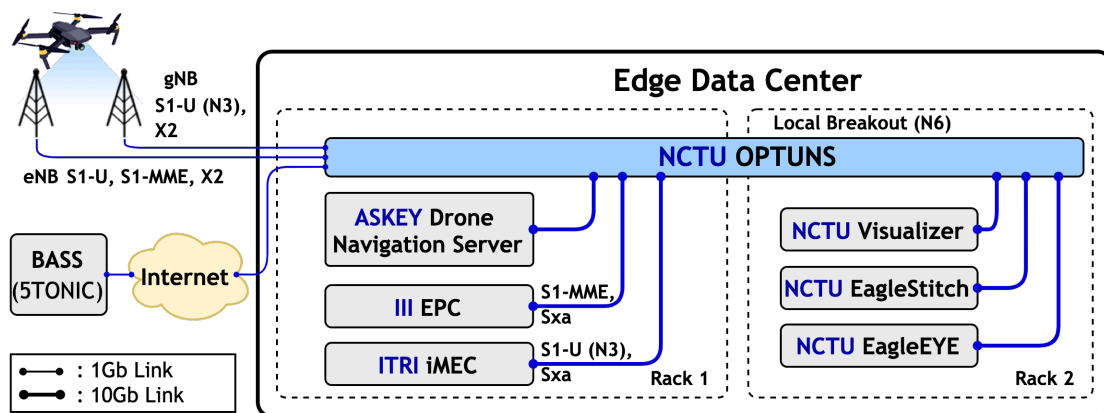 gNB
S1-U (N3),
X2
eNB S1-U, S1-MME, X2
BASS
(5TONIC)
Internet
: 1Gb Link
: 10Gb Link
Edge Data Center
Local Breakout (N6)
NCTU OPTUNS
ASKEY Drone
Navigation Server
III EPC
S1-MME,
Sxa
ITRI iMEC
S1-U (N3),
Sxa
Rack 1
NCTU Visualizer
NCTU EagleStitch
NCTU EagleEYE
Rack 2